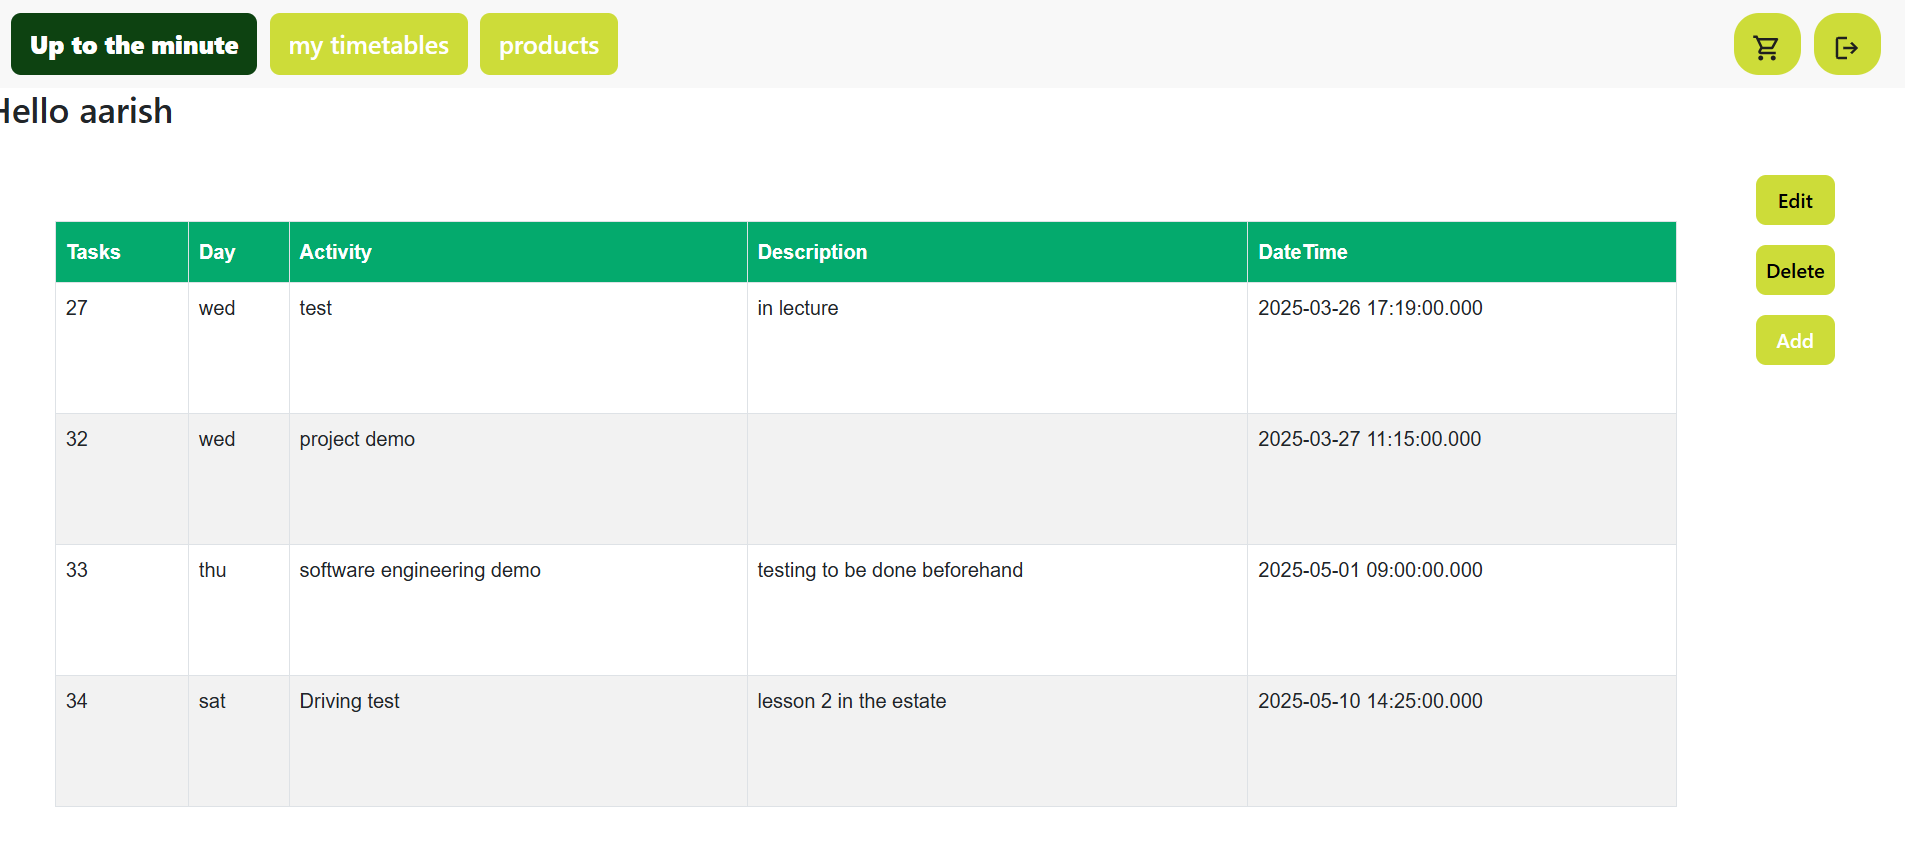 Up to the minute my timetables products
Hello aarish
Edit
Tasks Day Activity Description DateTime
Delete
27 wed test in lecture 2025-03-26 17:19:00.000
Add
32 wed project demo 2025-03-27 11:15:00.000
33 thu software engineering demo testing to be done beforehand 2025-05-01 09:00:00.000
34 sat Driving test lesson 2 in the estate 2025-05-10 14:25:00.000